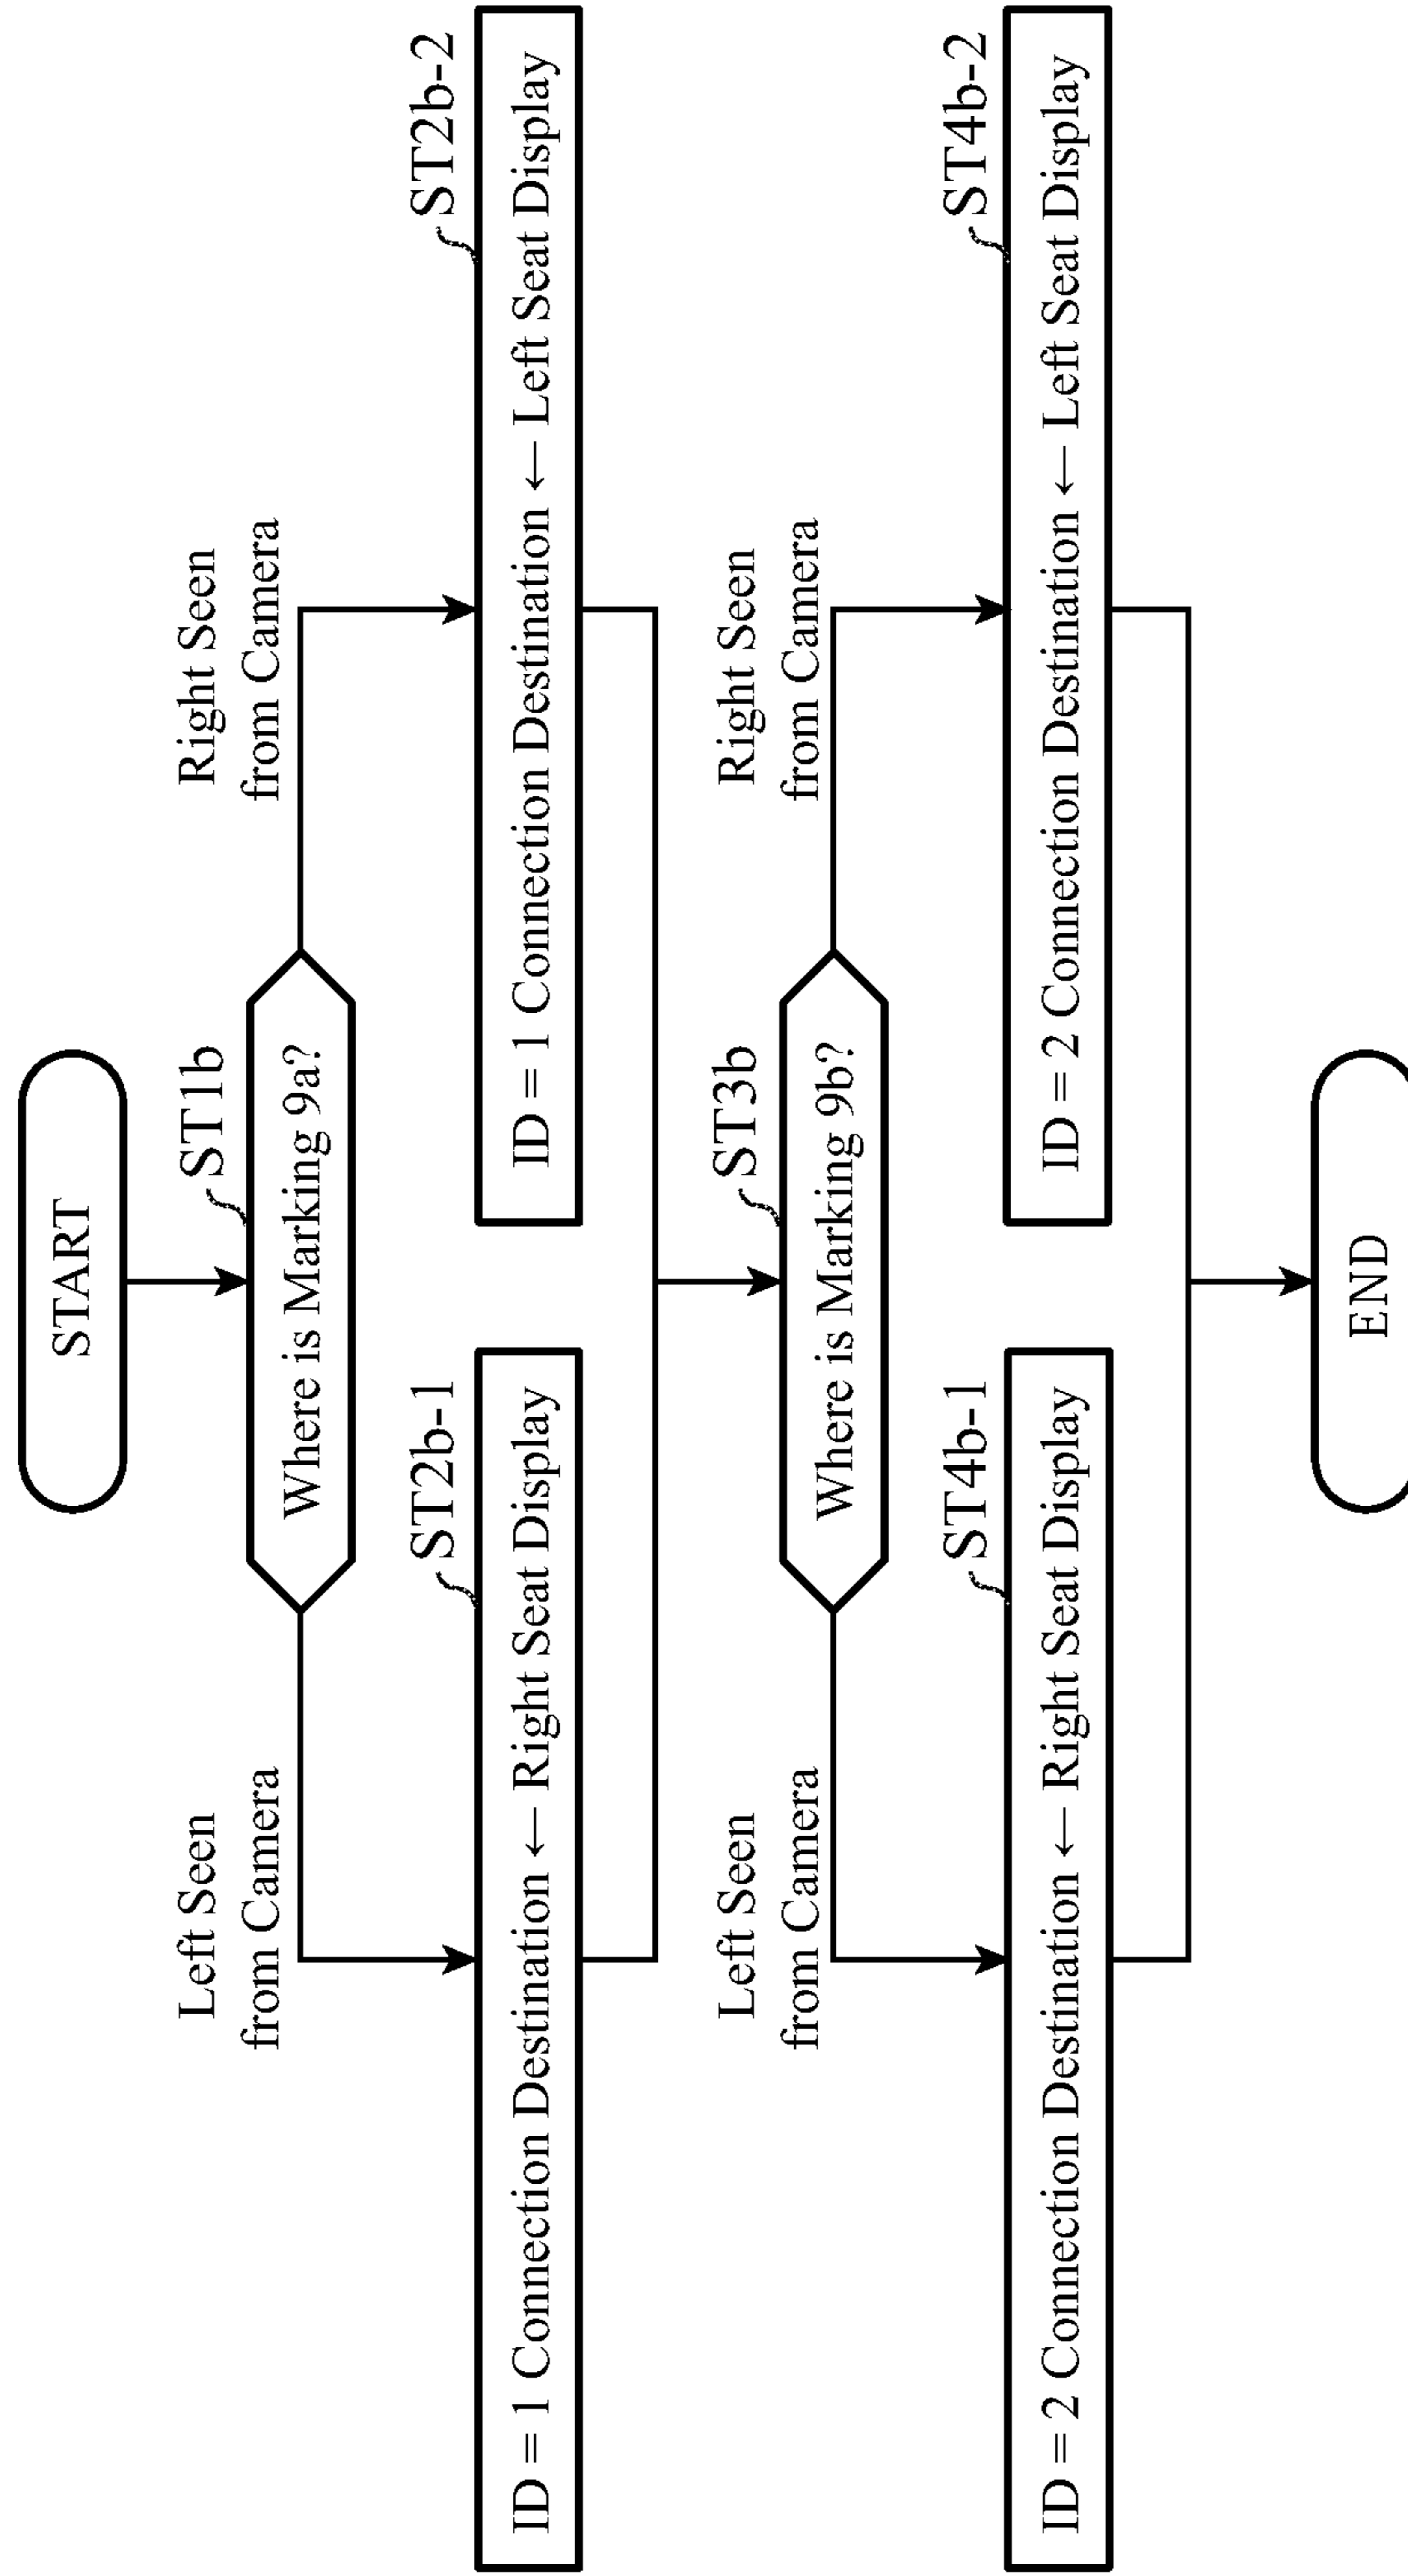 START
ST1b
Where is Marking 9a?
Left Seen
from Camera
Right Seen
from Camera
ST2b-1
ID = 1 Connection Destination ← Right Seat Display
ST2b-2
ID = 1 Connection Destination ← Left Seat Display
ST3b
Where is Marking 9b?
Left Seen
from Camera
Right Seen
from Camera
ST4b-1
ID = 2 Connection Destination ← Right Seat Display
ST4b-2
ID = 2 Connection Destination ← Left Seat Display
END